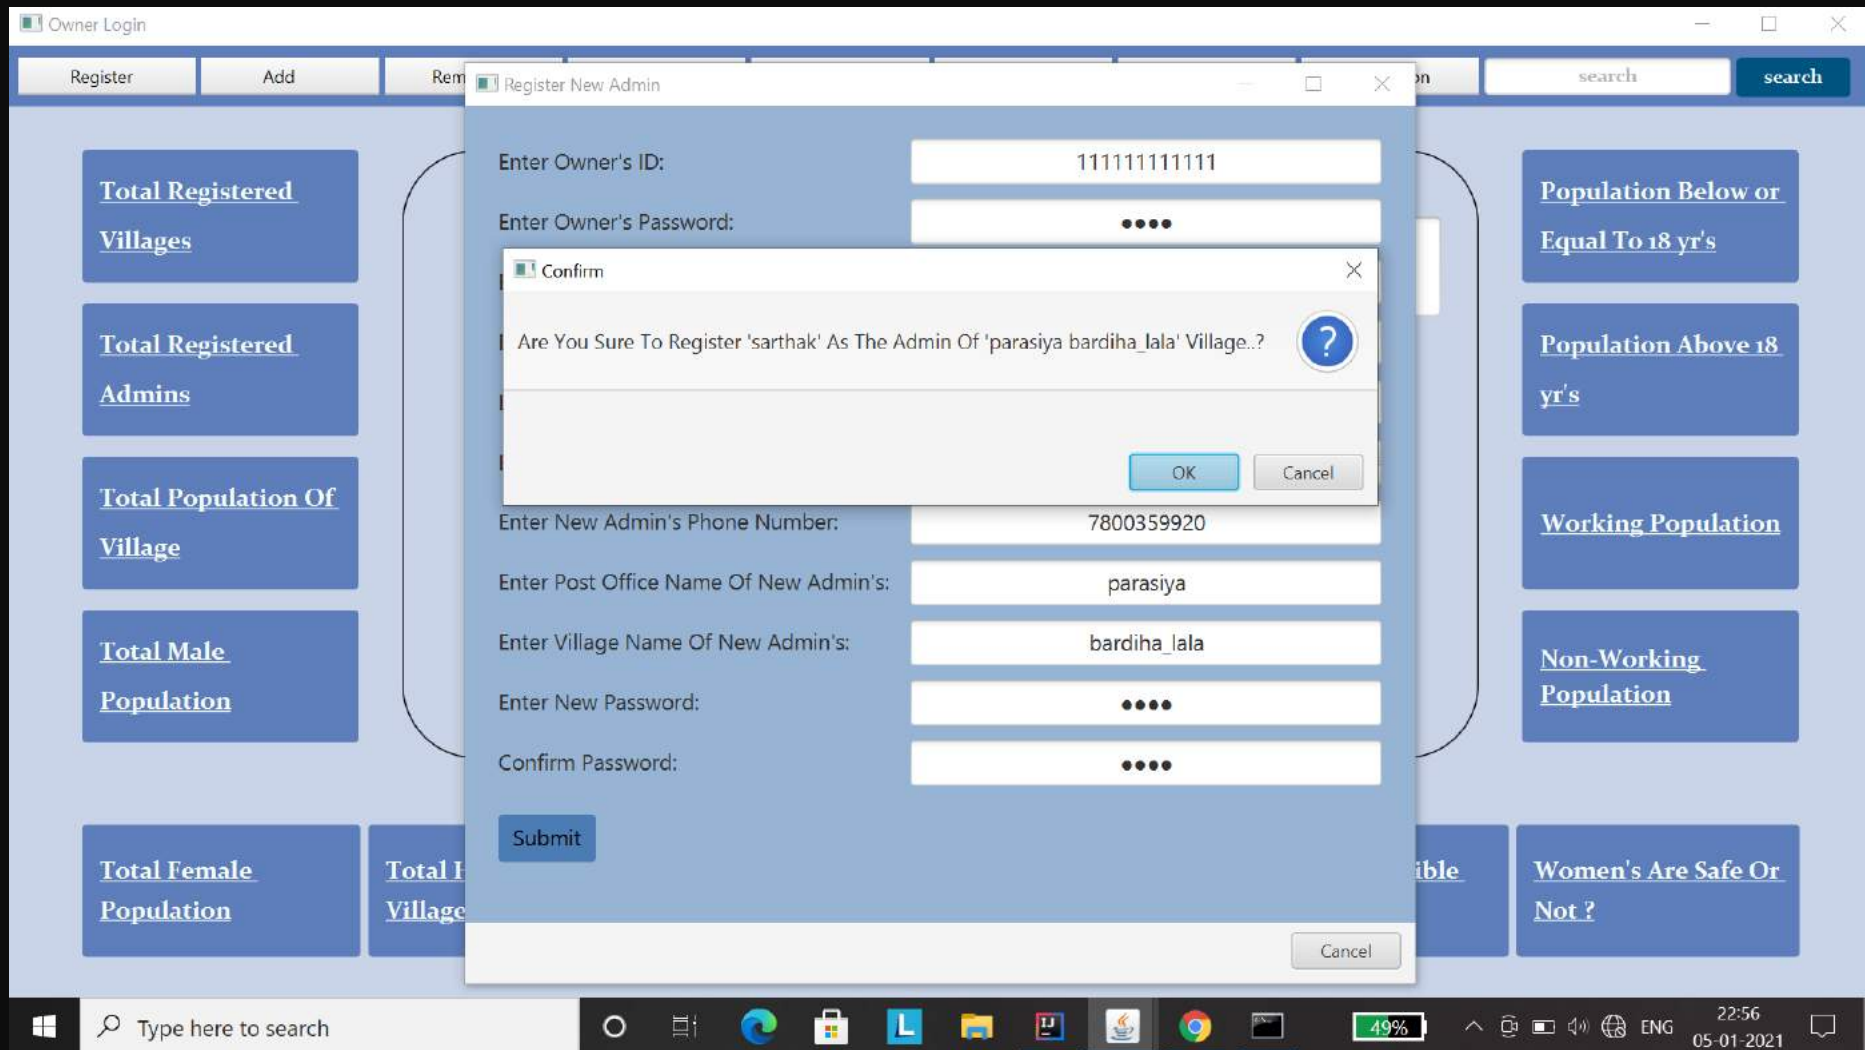 Owner Login
Register
Add
Rem
on
search
search
Register New Admin
Total Registered
Villages
Total Registered
Admins
Total Population Of
Village
Total Male
Population
Enter Owner's ID:
111111111111
Enter Owner's Password:
••••
Confirm
Are You Sure To Register 'sarthak' As The Admin Of 'parasiya bardiha_lala' Village..?
OK
Cancel
Enter New Admin's Phone Number:
7800359920
Enter Post Office Name Of New Admin's:
parasiya
Enter Village Name Of New Admin's:
bardiha_lala
Enter New Password:
••••
Confirm Password:
••••
Submit
Cancel
Population Below or
Equal To 18 yr's
Population Above 18
yr's
Working Population
Non-Working
Population
Total Female
Population
Total H
Village
ible
Women's Are Safe Or
Not ?
Type here to search
49%
ENG
22:56
05-01-2021